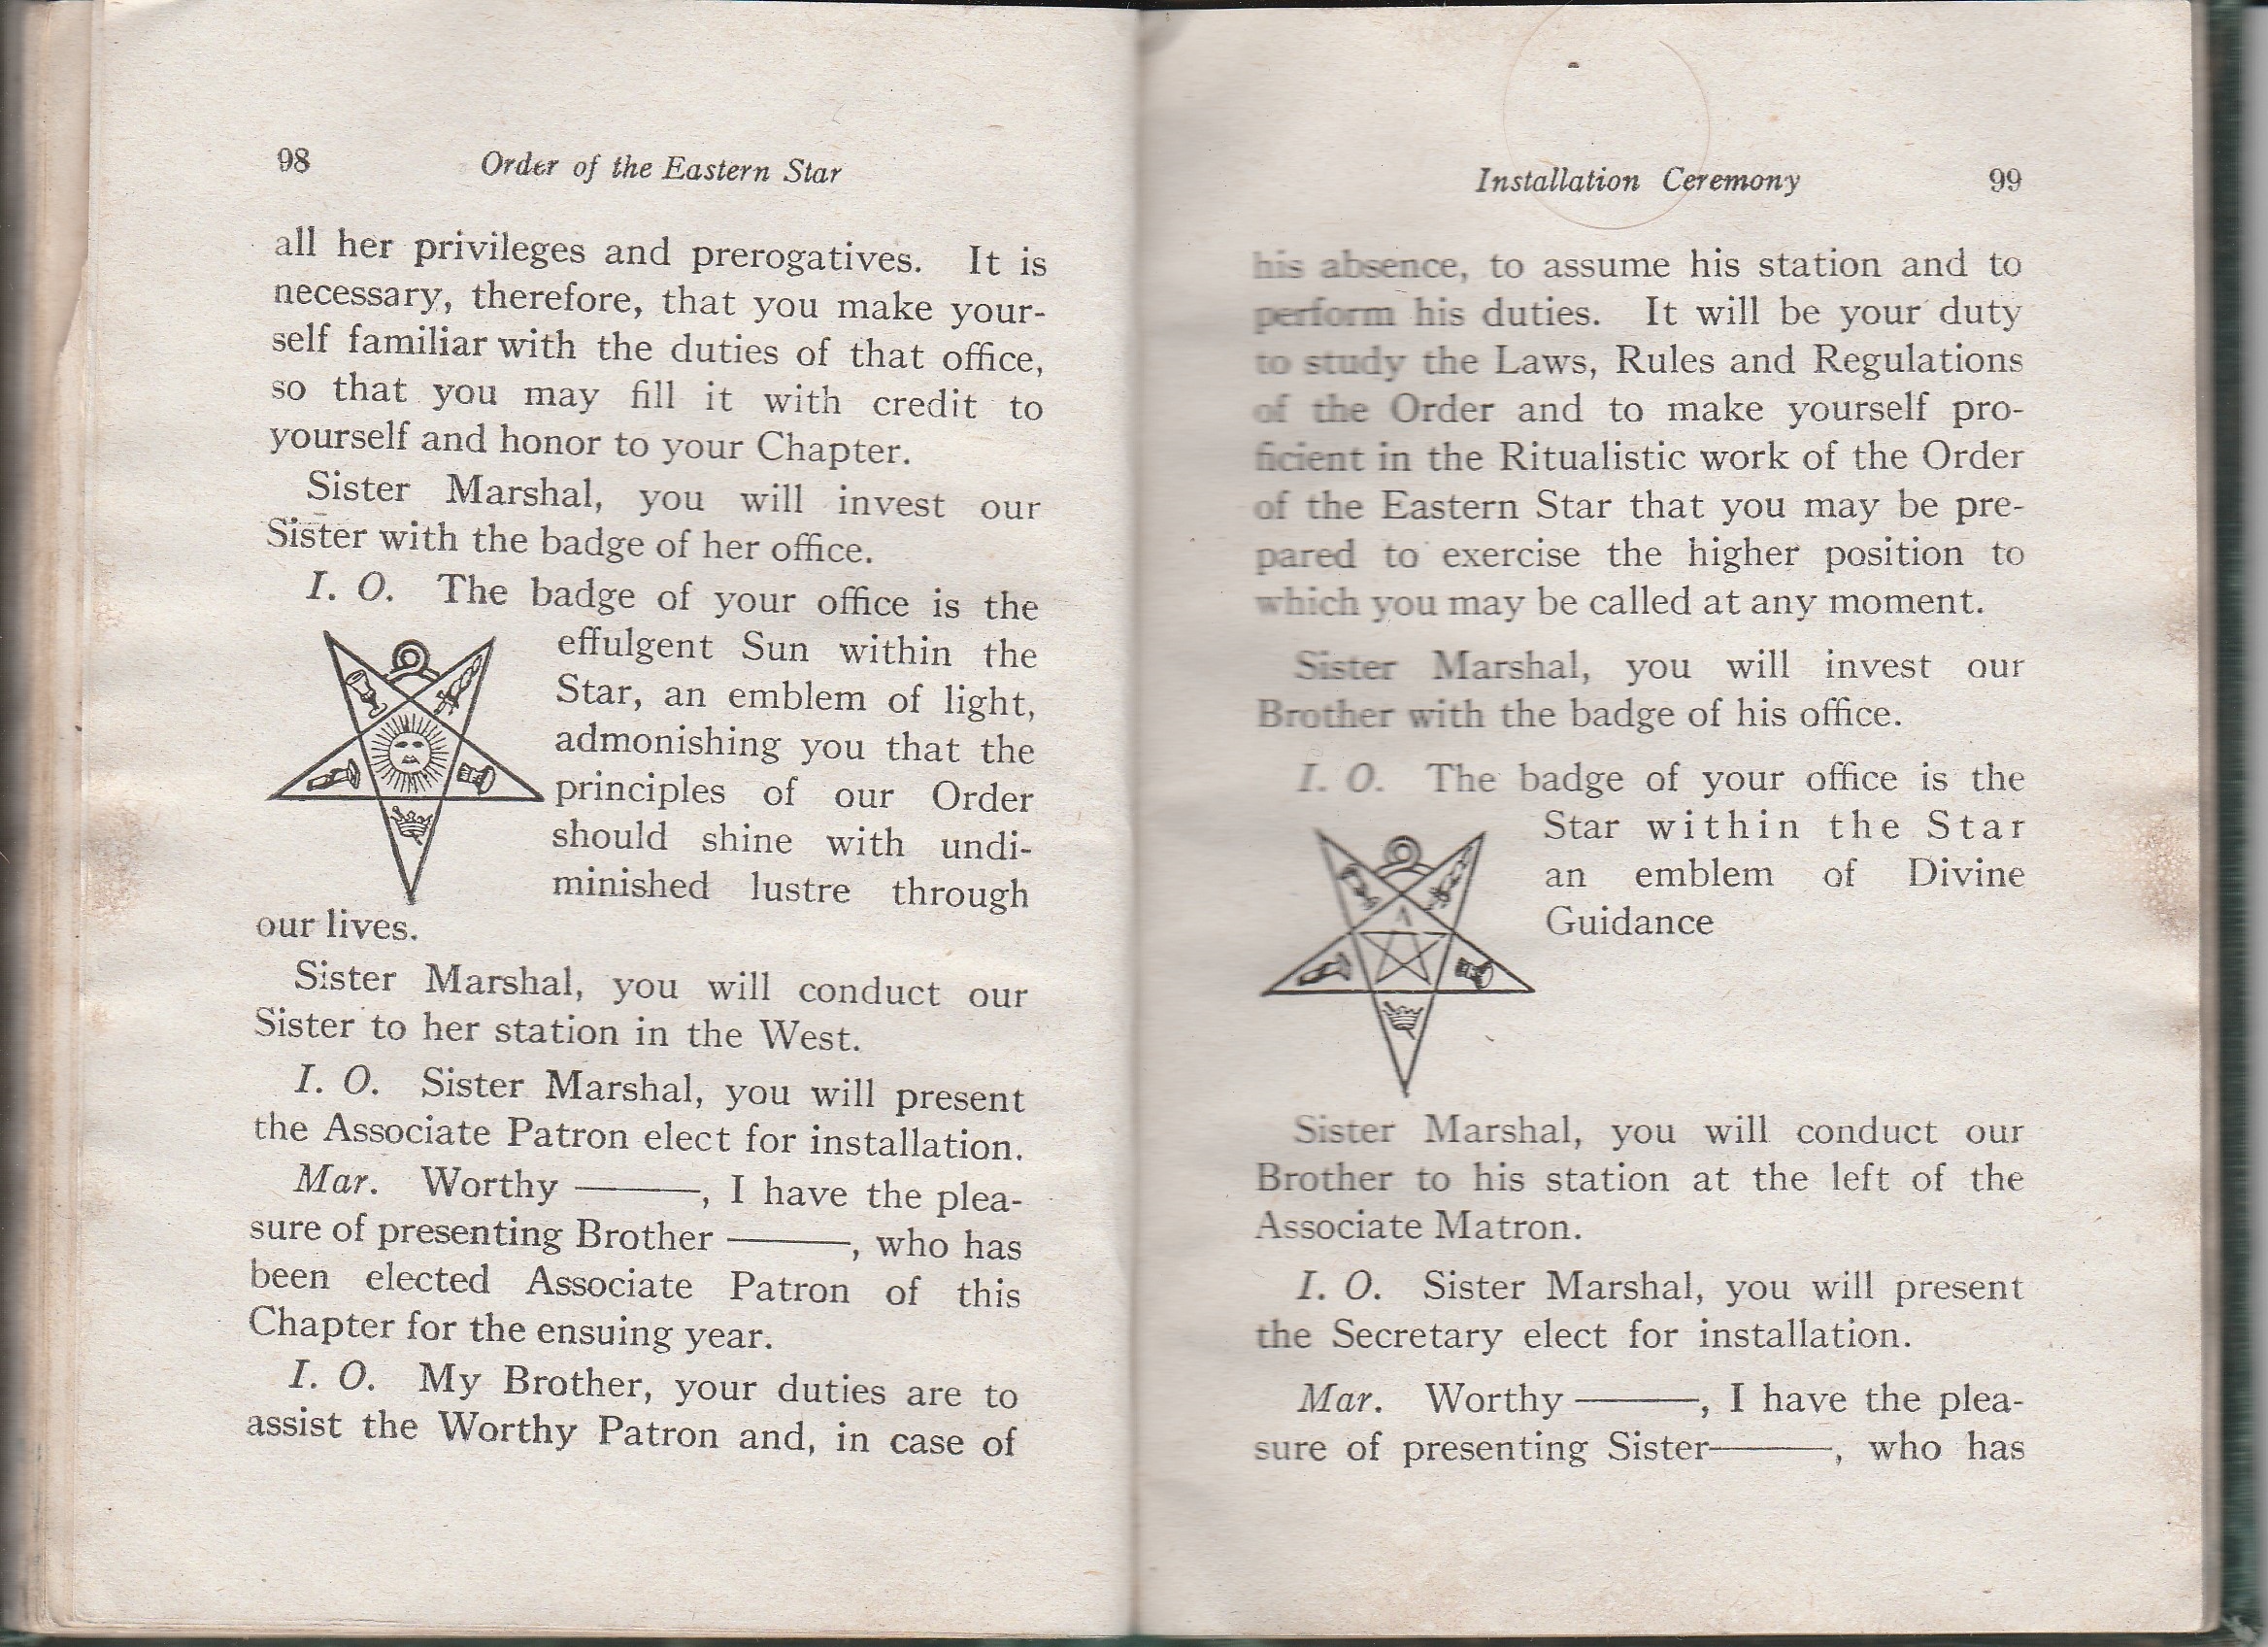 98 Order of the Eastern Star
all her privileges and prerogatives. It is
necessary, therefore, that you make your-
self familiar with the duties of that office,
so that you may fill it with credit to
yourself and honor to your Chapter.
Sister Marshal, you will invest our
Sister with the badge of her office.
I. O. The badge of your office is the
effulgent Sun within the
Star, an emblem of light,
admonishing you that the
principles of our Order
should shine with undi-
minished lustre through
our lives.
Sister Marshal, you will conduct our
Sister to her station in the West.
I. O. Sister Marshal, you will present
the Associate Patron elect for installation.
Mar. Worthy ———, I have the plea-
sure of presenting Brother ———, who has
been elected Associate Patron of this
Chapter for the ensuing year.
I. O. My Brother, your duties are to
assist the Worthy Patron and, in case of
Installation Ceremony 99
his absence, to assume his station and to
perform his duties. It will be your duty
to study the Laws, Rules and Regulations
of the Order and to make yourself pro-
ficient in the Ritualistic work of the Order
of the Eastern Star that you may be pre-
pared to exercise the higher position to
which you may be called at any moment.
Sister Marshal, you will invest our
Brother with the badge of his office.
I. O. The badge of your office is the
Star within the Star
an emblem of Divine
Guidance
Sister Marshal, you will conduct our
Brother to his station at the left of the
Associate Matron.
I. O. Sister Marshal, you will present
the Secretary elect for installation.
Mar. Worthy ———, I have the plea-
sure of presenting Sister———, who has